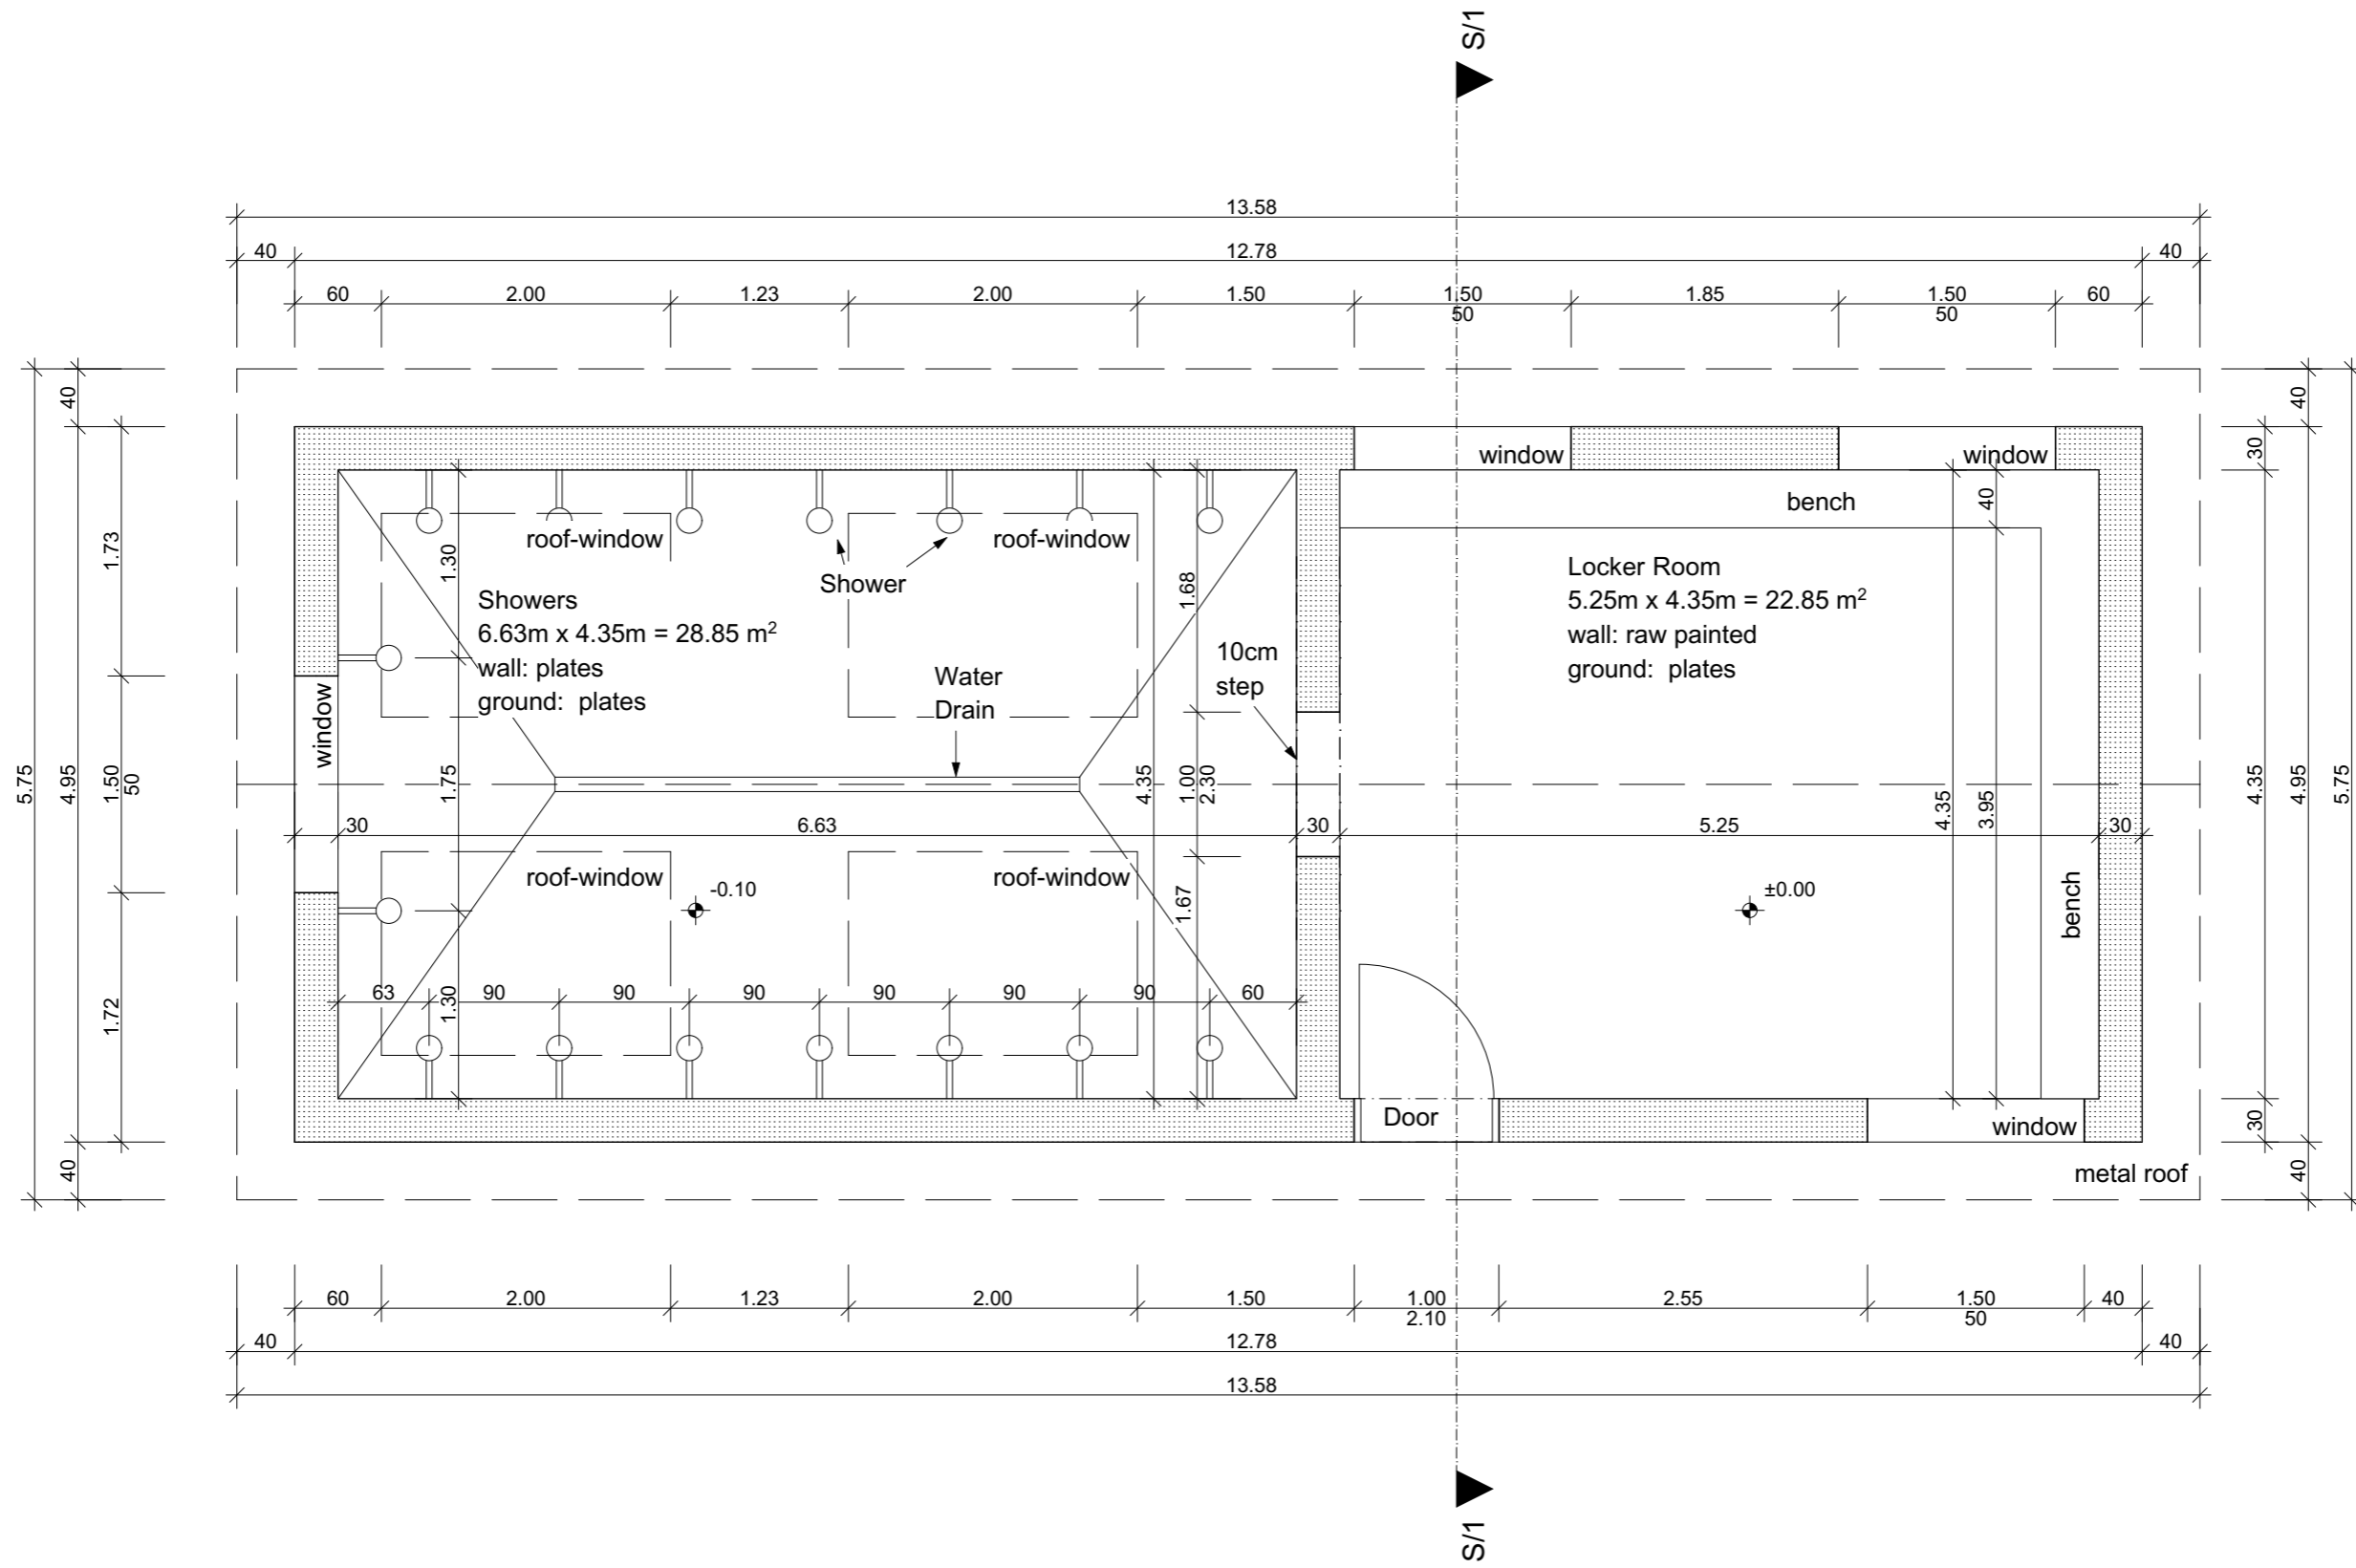 S/1
13.58
40
12.78
40
60
2.00
1.23
2.00
1.50
1.50
50
1.85
1.50
50
60
5.75
40
4.95
40
1.73
1.50
50
1.72
40
30
4.35
30
40
4.95
40
5.75
window
window
bench
40
roof-window
roof-window
Shower
1.30
1.68
Showers
6.63m x 4.35m = 28.85 m²
wall: plates
ground: plates
Locker Room
5.25m x 4.35m = 22.85 m²
wall: raw painted
ground: plates
Water
Drain
10cm
step
window
1.75
4.35
1.00
2.30
4.35
3.95
30
6.63
30
5.25
30
roof-window
roof-window
-0.10
±0.00
1.67
bench
63
1.30
90
90
90
90
90
90
60
Door
window
metal roof
60
2.00
1.23
2.00
1.50
1.00
2.10
2.55
1.50
50
40
40
12.78
40
13.58
S/1